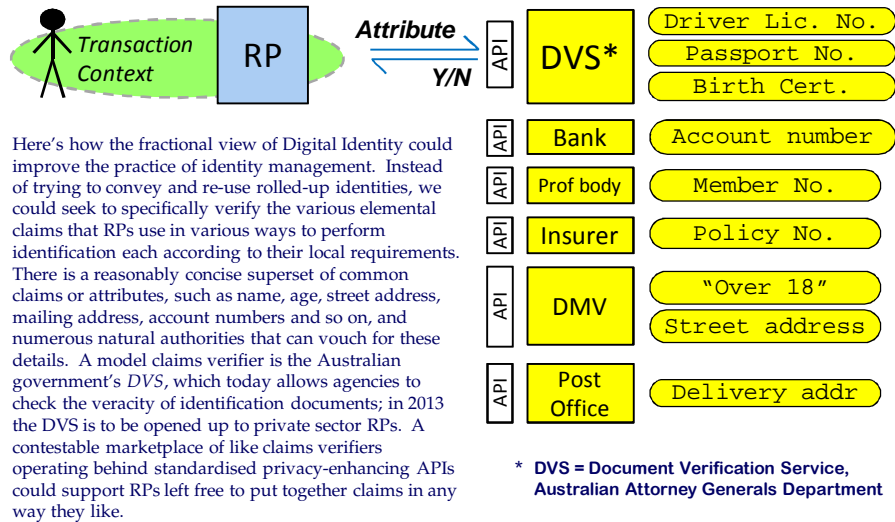 Transaction
Context
RP
Attribute
Y/N
API
DVS*
Driver Lic. No.
Passport No.
Birth Cert.
API
Bank
Account number
API
Prof body
Member No.
API
Insurer
Policy No.
API
DMV
“Over 18”
Street address
API
Post
Office
Delivery addr
Here’s how the fractional view of Digital Identity could
improve the practice of identity management. Instead
of trying to convey and re-use rolled-up identities, we
could seek to specifically verify the various elemental
claims that RPs use in various ways to perform
identification each according to their local requirements.
There is a reasonably concise superset of common
claims or attributes, such as name, age, street address,
mailing address, account numbers and so on, and
numerous natural authorities that can vouch for these
details. A model claims verifier is the Australian
government’s DVS, which today allows agencies to
check the veracity of identification documents; in 2013
the DVS is to be opened up to private sector RPs. A
contestable marketplace of like claims verifiers
operating behind standardised privacy-enhancing APIs
could support RPs left free to put together claims in any
way they like.
* DVS = Document Verification Service,
Australian Attorney Generals Department